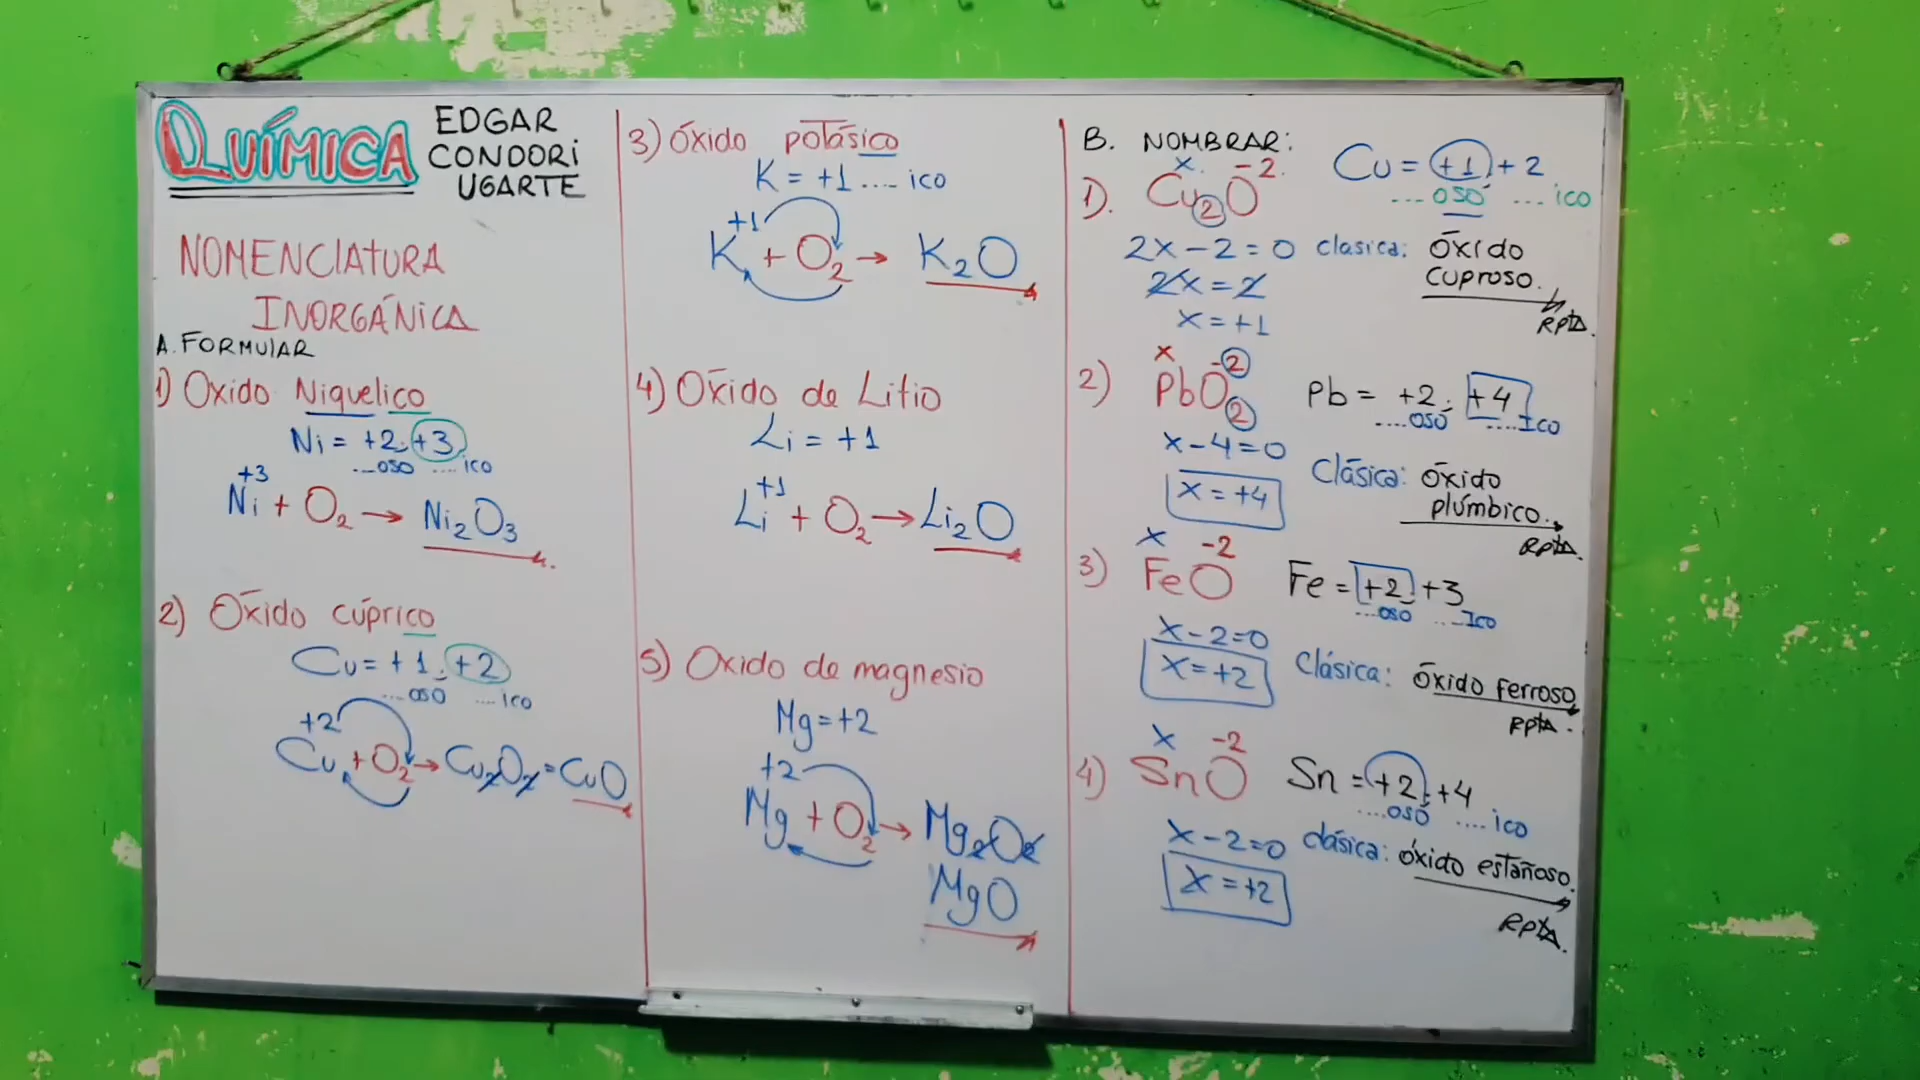 QUÍMICA
EDGAR
CONDORI
UGARTE
NOMENCLATURA
INORGÁNICA
A. FORMULAR
1) Oxido Niquelico
Ni = +2, +3
...oso ....ico
+3
Ni + O2 → Ni2O3
2) Óxido cúprico
Cu = +1, +2
...oso ....ico
+2
Cu + O2 → Cu2O2 = CuO
3) óxido potásico
K = +1 .... ico
+1
K + O2 → K2O
4) Óxido de Litio
Li = +1
+1
Li + O2 → Li2O
5) Oxido de magnesio
Mg = +2
+2
Mg + O2 → Mg2O2
MgO
B. NOMBRAR:
x -2
1). Cu2O
Cu = +1, +2
...oso ...ico
2x - 2 = 0
clasica: óxido
cuproso.
2x = 2
x = +1
Rpta.
x -2
2) PbO2
Pb = +2, +4
....oso ....Ico
x - 4 = 0
x = +4
Clásica: óxido
plúmbico.
Rpta.
x -2
3) FeO
Fe = +2, +3
...oso ...Ico
x - 2 = 0
x = +2
Clásica: óxido ferroso
Rpta.
x -2
4) SnO
Sn = +2, +4
....oso ....ico
x - 2 = 0
x = +2
clásica: óxido estañoso.
Rpta.